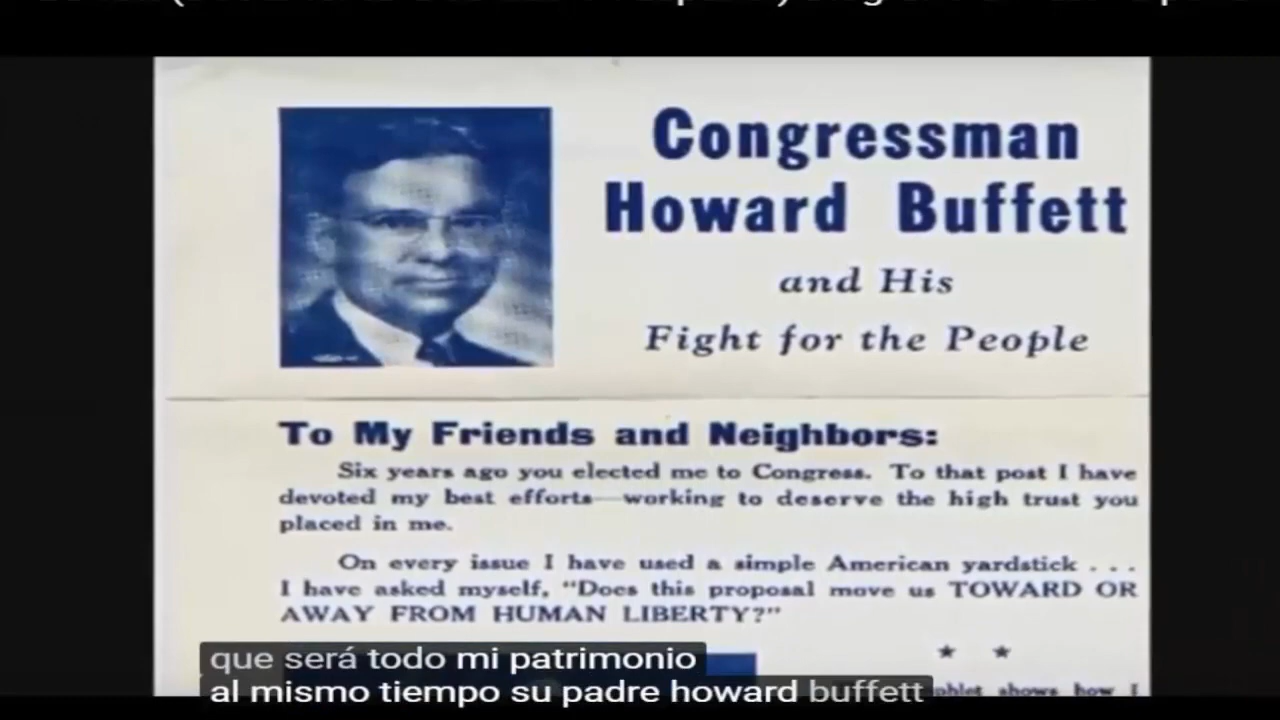 Congressman
Howard Buffett
and His
Fight for the People
To My Friends and Neighbors:
Six years ago you elected me to Congress. To that post I have
devoted my best efforts—working to deserve the high trust you
placed in me.
On every issue I have used a simple American yardstick . . .
I have asked myself, “Does this proposal move us TOWARD OR
AWAY FROM HUMAN LIBERTY?”
que será todo mi patrimonio
al mismo tiempo su padre howard buffett
shows how I